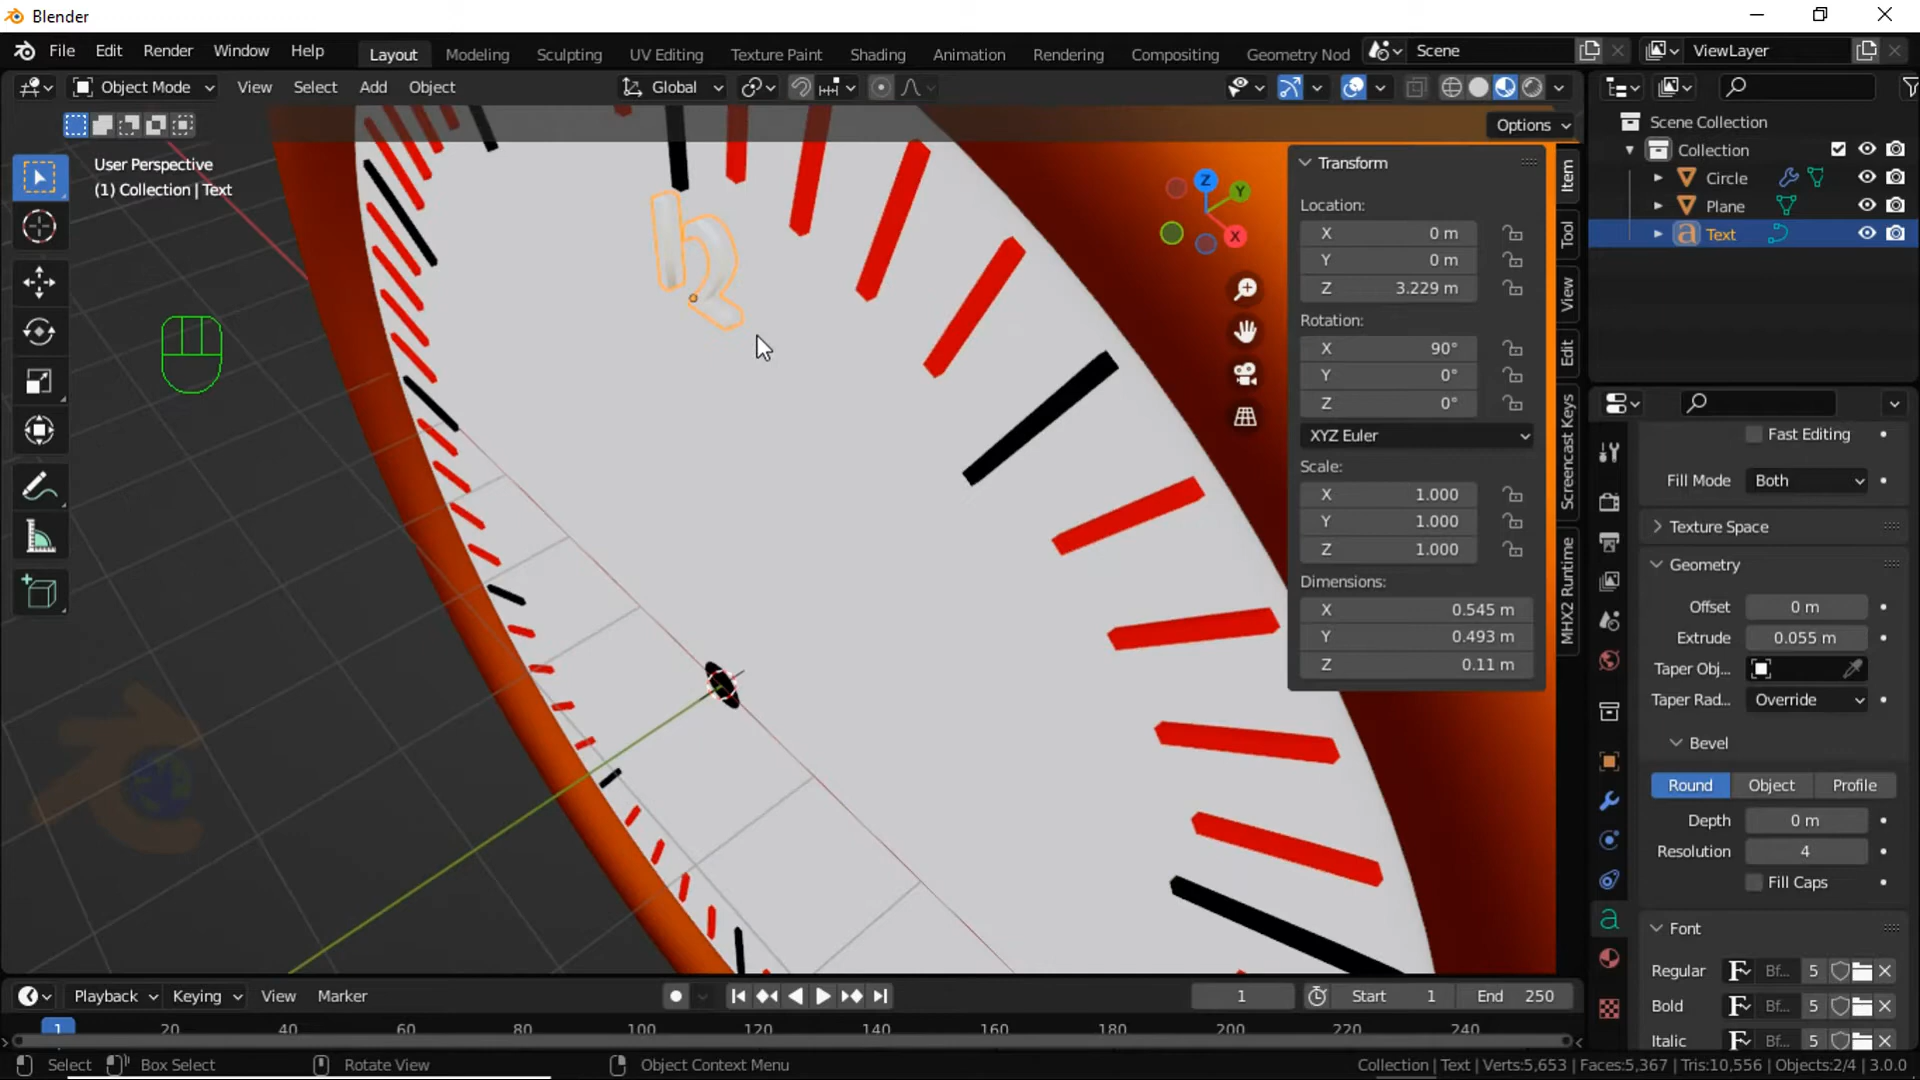 Blender
File Edit Render Window Help Layout Modeling Sculpting UV Editing Texture Paint Shading Animation Rendering Compositing Geometry Nod Scene ViewLayer
Object Mode View Select Add Object Global
Options
User Perspective
(1) Collection | Text
12
Z
Y
X
Transform
Location:
X 0 m
Y 0 m
Z 3.229 m
Rotation:
X 90°
Y 0°
Z 0°
XYZ Euler
Scale:
X 1.000
Y 1.000
Z 1.000
Dimensions:
X 0.545 m
Y 0.493 m
Z 0.11 m
Item
Tool
View
Edit
Screencast Keys
MHX2 Runtime
Scene Collection
Collection
Circle
Plane
Text
Fast Editing
Fill Mode Both
Texture Space
Geometry
Offset 0 m
Extrude 0.055 m
Taper Obj...
Taper Rad... Override
Bevel
Round Object Profile
Depth 0 m
Resolution 4
Fill Caps
Font
Regular Bf... 5
Bold Bf... 5
Italic Bf... 5
Playback Keying View Marker 1 Start 1 End 250
1 20 40 60 80 100 120 140 160 180 200 220 240
Select Box Select Rotate View Object Context Menu Collection | Text | Verts:5,653 | Faces:5,367 | Tris:10,556 | Objects:2/4 | 3.0.0